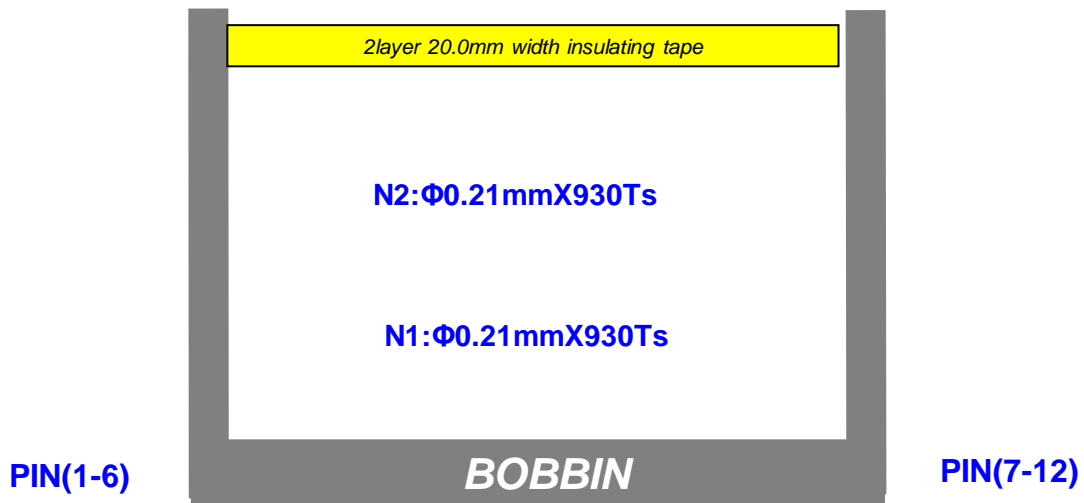 2layer 20.0mm width insulating tape
N2:Φ0.21mmX930Ts
N1:Φ0.21mmX930Ts
PIN(1-6)
BOBBIN
PIN(7-12)